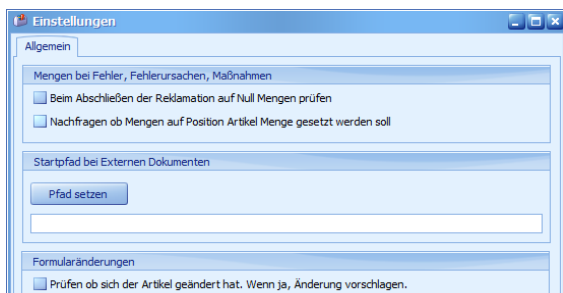 Einstellungen
Allgemein
Mengen bei Fehler, Fehlerursachen, Maßnahmen
Beim Abschließen der Reklamation auf Null Mengen prüfen
Nachfragen ob Mengen auf Position Artikel Menge gesetzt werden soll
Startpfad bei Externen Dokumenten
Pfad setzen
Formularänderungen
Prüfen ob sich der Artikel geändert hat. Wenn ja, Änderung vorschlagen.